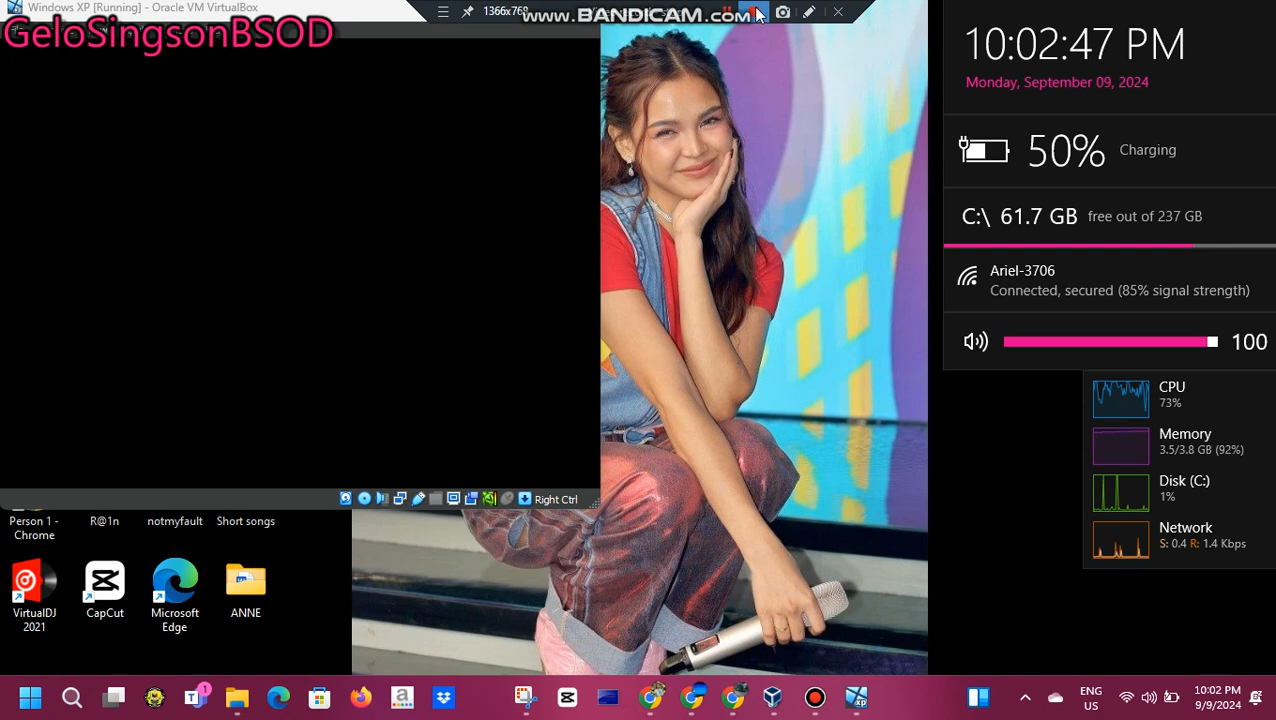 Windows XP [Running] - Oracle VM VirtualBox
1366x768
www.BANDICAM.com
GeloSingsonBSOD
10:02:47 PM
Monday, September 09, 2024
50% Charging
C:\ 61.7 GB free out of 237 GB
Ariel-3706
Connected, secured (85% signal strength)
100
CPU
73%
Memory
3.5/3.8 GB (92%)
Disk (C:)
1%
Network
S: 0.4 R: 1.4 Kbps
Right Ctrl
Person 1 -
Chrome
R@1n
notmyfault
Short songs
VirtualDJ
2021
CapCut
Microsoft
Edge
ANNE
1
a
xp
ENG
US
10:02 PM
9/9/2024